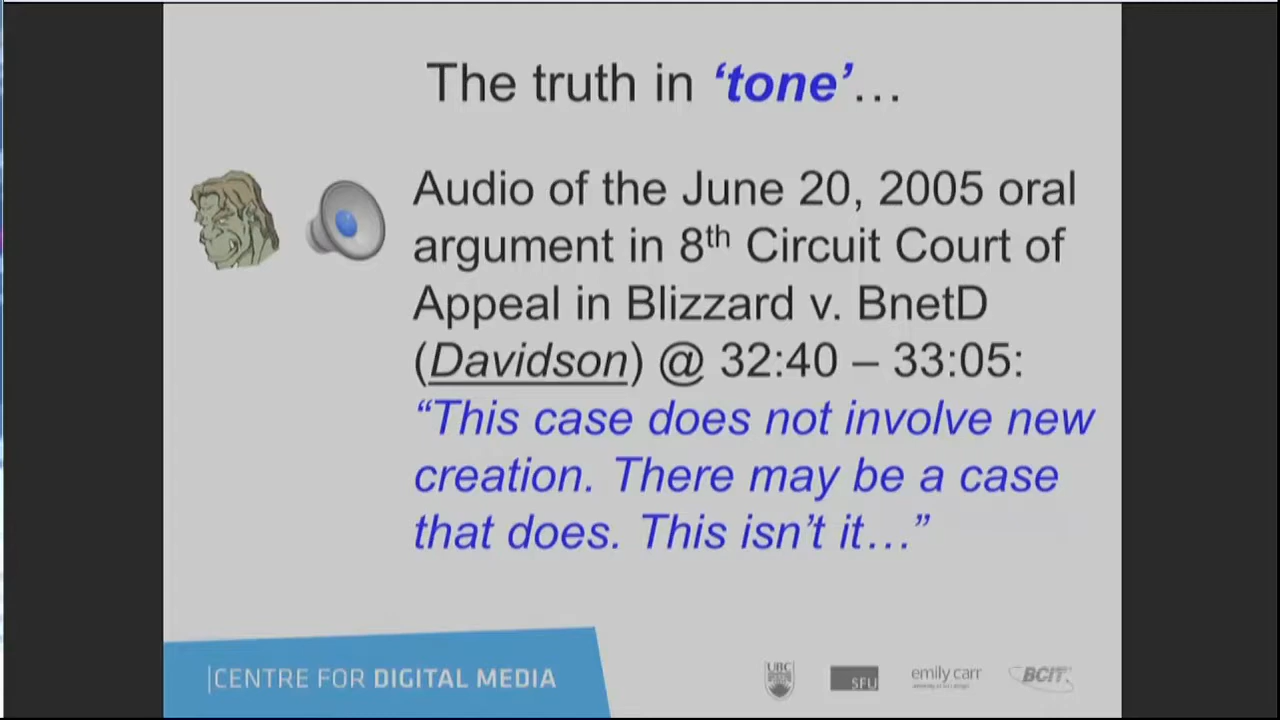 The truth in ‘tone’…
Audio of the June 20, 2005 oral
argument in 8th Circuit Court of
Appeal in Blizzard v. BnetD
(Davidson) @ 32:40 – 33:05:
“This case does not involve new
creation. There may be a case
that does. This isn’t it…”
|CENTRE FOR DIGITAL MEDIA
UBC
SFU
emily carr
BCIT